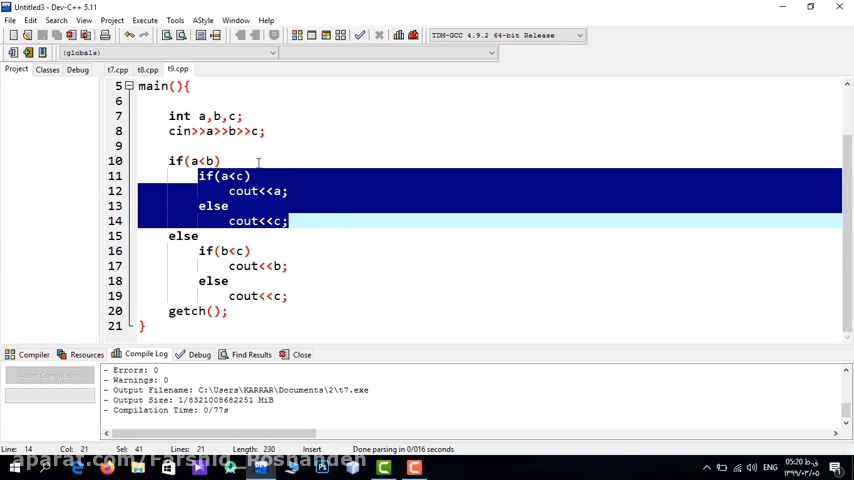 Untitled3 - Dev-C++ 5.11
File Edit Search View Project Execute Tools AStyle Window Help
TDM-GCC 4.9.2 64-bit Release
(globals)
Project Classes Debug t7.cpp t8.cpp t9.cpp
5 main(){
6
7 int a,b,c;
8 cin>>a>>b>>c;
9
10 if(a<b)
11 if(a<c)
12 cout<<a;
13 else
14 cout<<c;
15 else
16 if(b<c)
17 cout<<b;
18 else
19 cout<<c;
20 getch();
21 }
Compiler Resources Compile Log Debug Find Results Close
Abort Compilation
- Errors: 0
- Warnings: 0
- Output Filename: C:\Users\KARRAR\Documents\2\t7.exe
- Output Size: 1/8321008682251 MiB
- Compilation Time: 0/77s
Line: 14 Col: 21 Sel: 41 Lines: 21 Length: 230 Insert Done parsing in 0/016 seconds
aparat.com/Farshid_Roshandeh
ENG
05:20 ق.ظ
۱۳۹۹/۰۳/۰۵